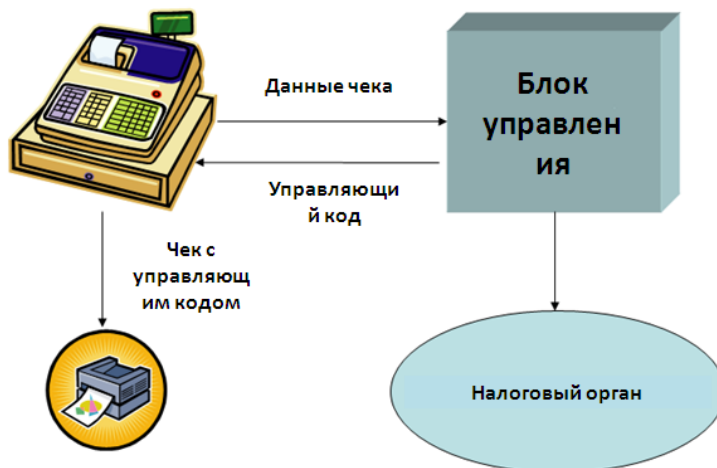 Данные чека
Блок
управлен
ия
Управляющи
й код
Чек с
управляющ
им кодом
Налоговый орган